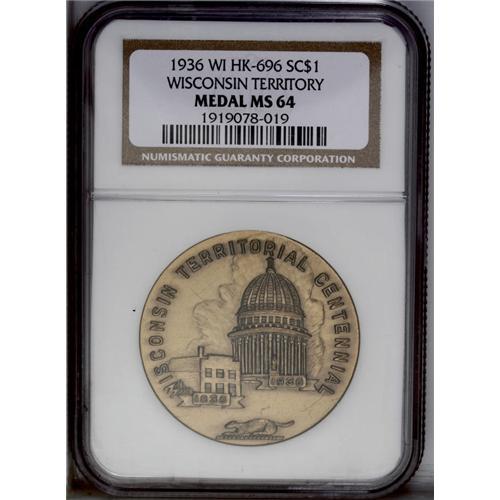 1936 WI HK-696 SC$1
WISCONSIN TERRITORY
MEDAL MS 64
1919078-019
NUMISMATIC GUARANTY CORPORATION
WISCONSIN TERRITORIAL CENTENNIAL
1836
1936